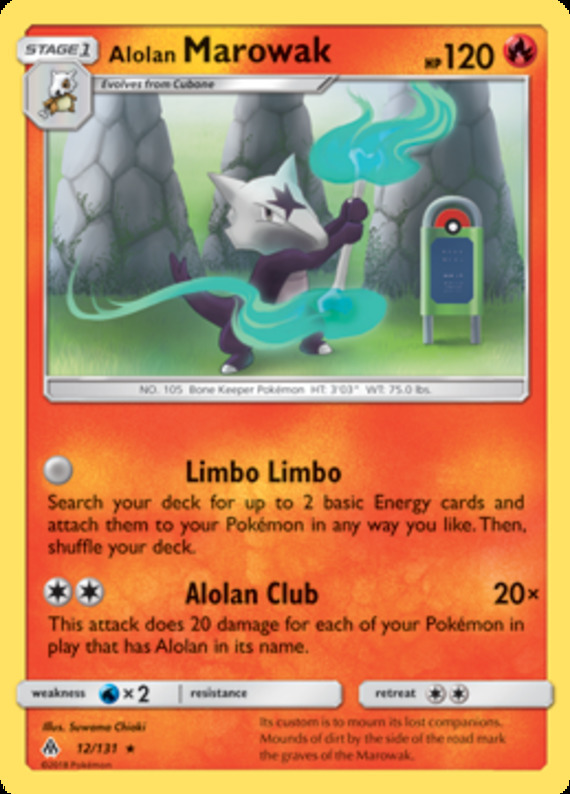 STAGE 1 Alolan Marowak HP 120
Evolves from Cubone
NO. 105 Bone Keeper Pokémon HT: 3'03" WT: 75.0 lbs.
Limbo Limbo
Search your deck for up to 2 basic Energy cards and
attach them to your Pokémon in any way you like. Then,
shuffle your deck.
Alolan Club 20×
This attack does 20 damage for each of your Pokémon in
play that has Alolan in its name.
weakness ×2 resistance retreat
Illus. Suwama Chiaki
12/131 ★
©2018 Pokémon
Its custom is to mourn its lost companions.
Mounds of dirt by the side of the road mark
the graves of the Marowak.